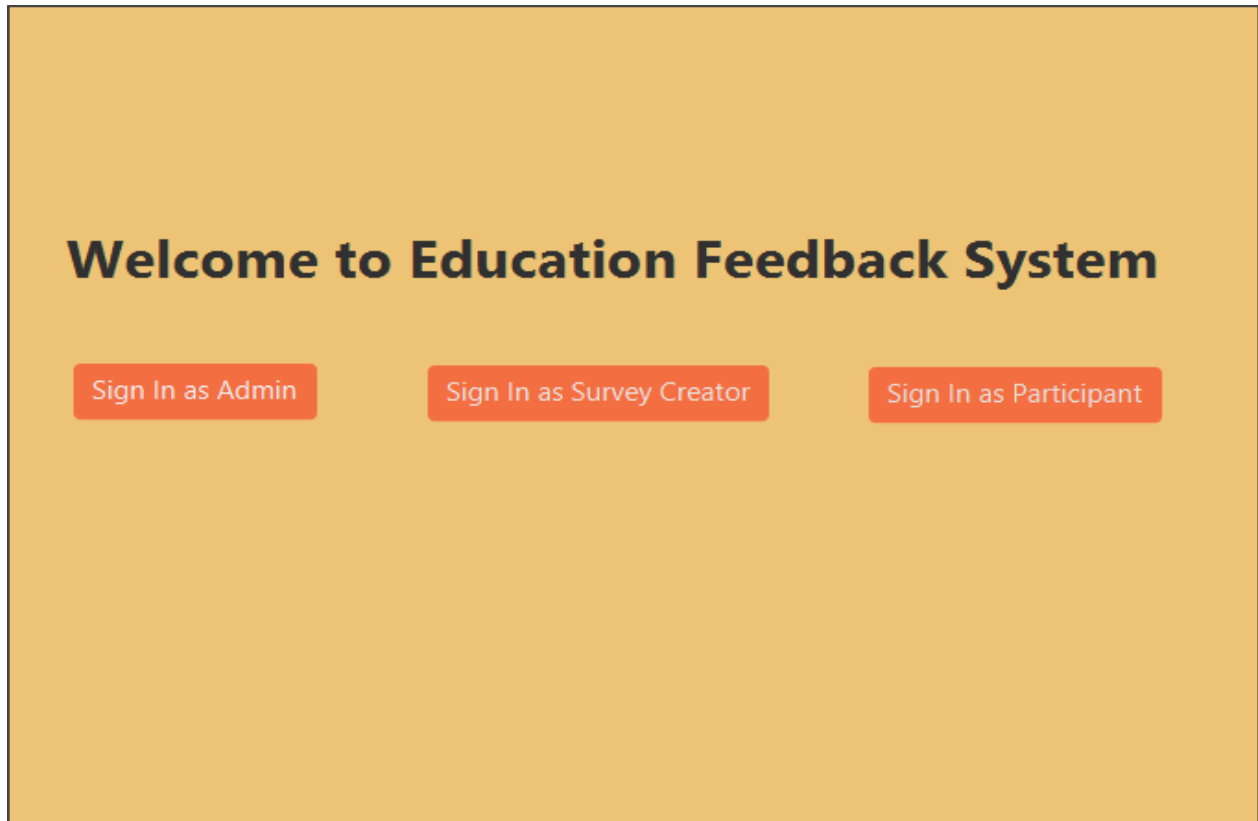 Welcome to Education Feedback System
Sign In as Admin
Sign In as Survey Creator
Sign In as Participant